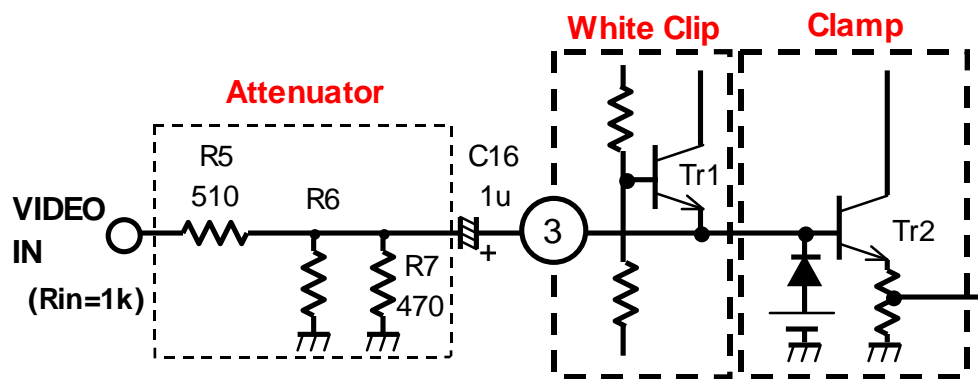 White Clip
Clamp
Attenuator
R5
510
R6
C16
1u
Tr1
VIDEO
IN
3
+
Tr2
R7
470
(Rin=1k)